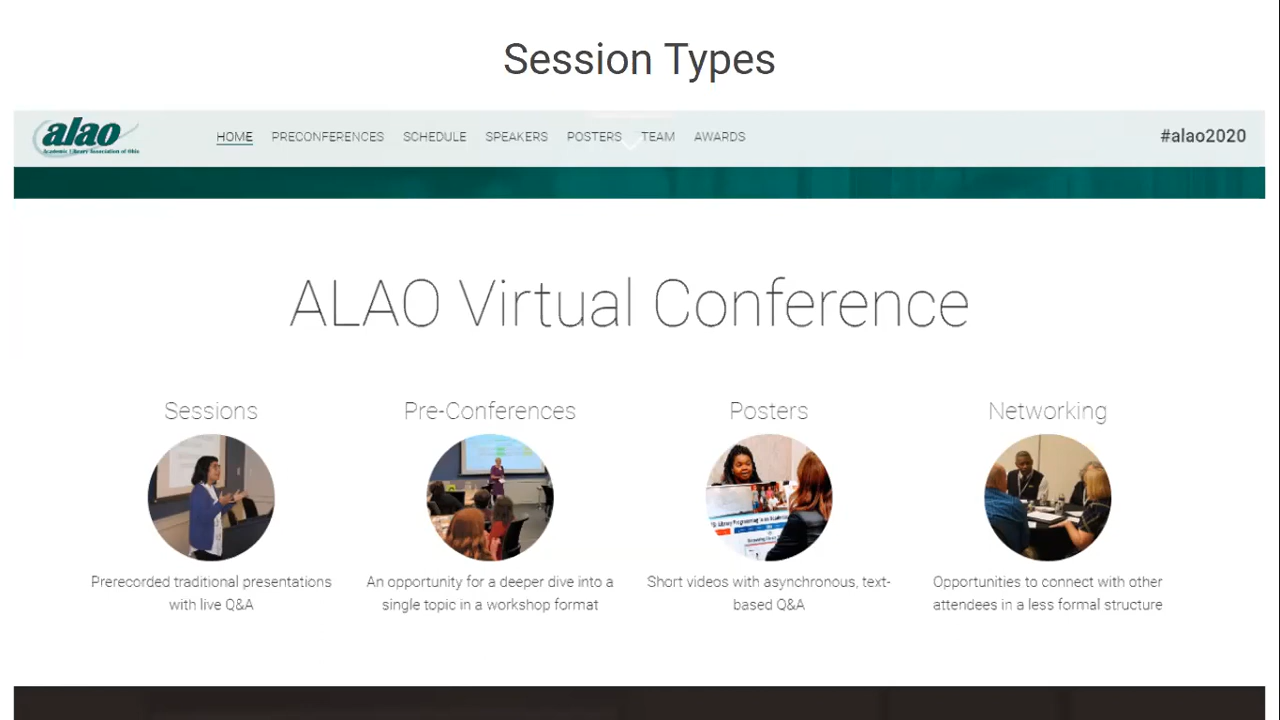 Session Types
alao
Academic Library Association of Ohio
HOME PRECONFERENCES SCHEDULE SPEAKERS POSTERS TEAM AWARDS
#alao2020
ALAO Virtual Conference
Sessions
Pre-Conferences
Posters
Networking
Prerecorded traditional presentations
with live Q&A
An opportunity for a deeper dive into a
single topic in a workshop format
Short videos with asynchronous, text-
based Q&A
Opportunities to connect with other
attendees in a less formal structure